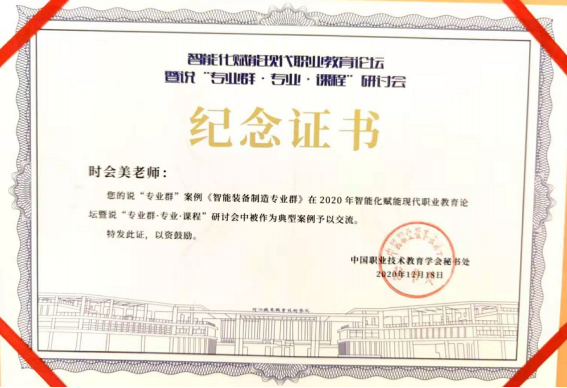 智能化赋能现代职业教育论坛
暨说“专业群·专业·课程”研讨会
纪念证书
时会美老师：
您的说“专业群”案例《智能装备制造专业群》在2020年智能化赋能现代职业教育论
坛暨说“专业群·专业·课程”研讨会中被作为典型案例予以交流。
特发此证，以资鼓励。
中国职业技术教育学会秘书处
2020年12月18日